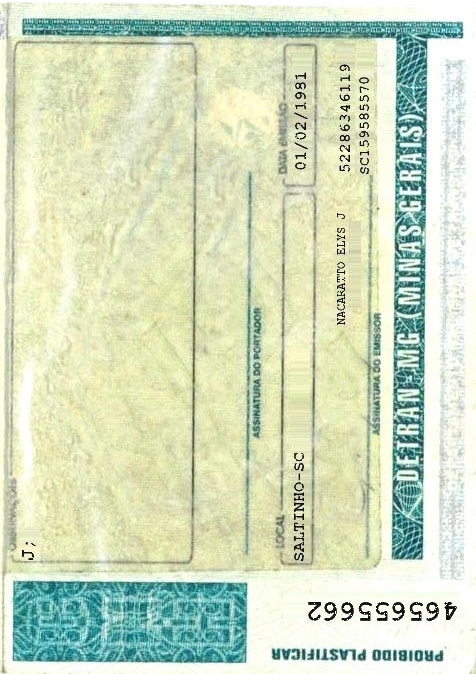 OBSERVAÇÕES
J;
ASSINATURA DO PORTADOR
LOCAL
DATA EMISSÃO
SALTINHO-SC
01/02/1981
52286346119
SC159585570
NACARATTO ELYS J
ASSINATURA DO EMISSOR
DETRAN-MG (MINAS GERAIS)
PROIBIDO PLASTIFICAR
465655662